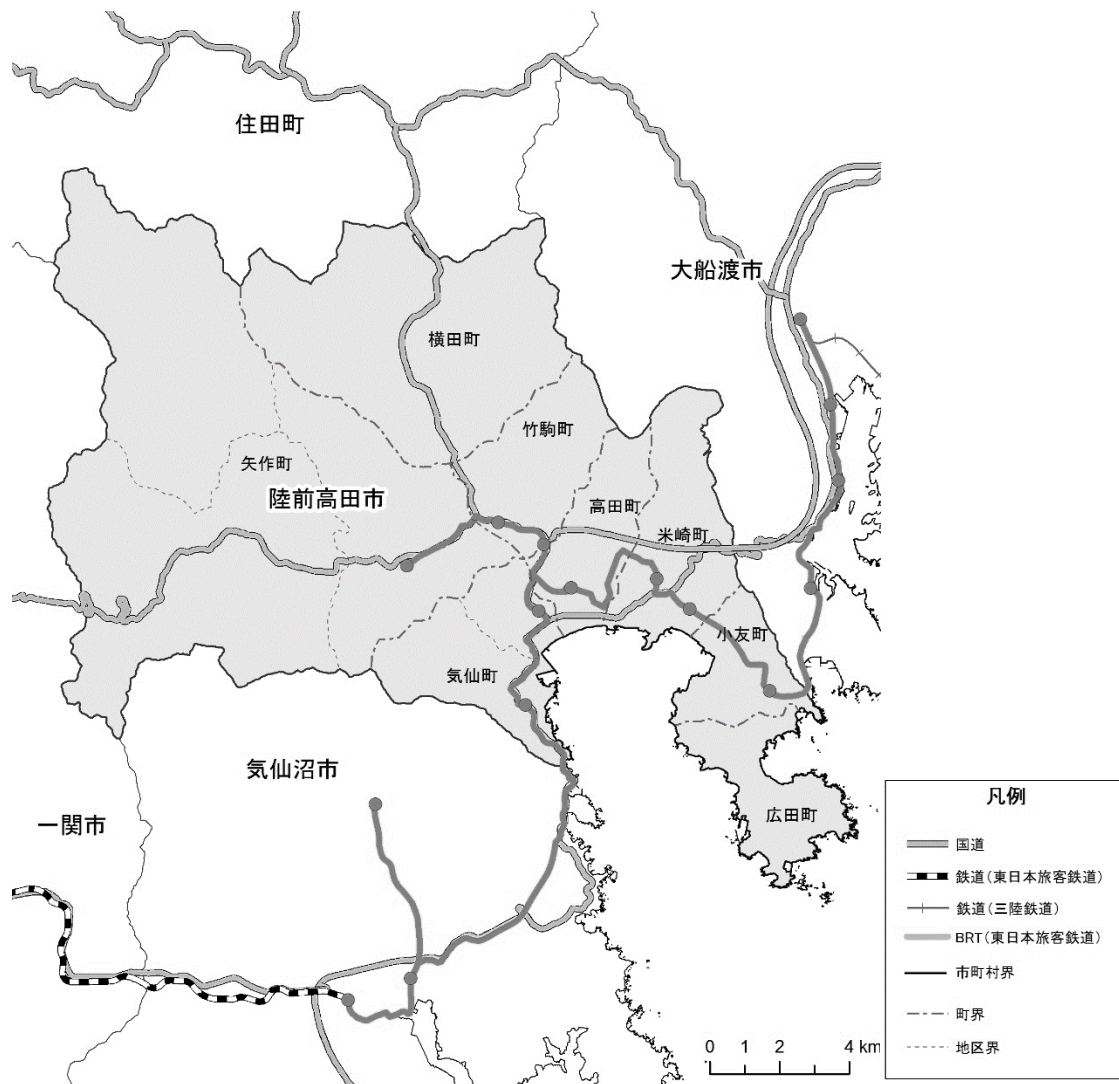 住田町
大船渡市
横田町
竹駒町
矢作町
陸前高田市
高田町
米崎町
小友町
気仙町
気仙沼市
広田町
一関市
凡例
国道
鉄道(東日本旅客鉄道)
鉄道(三陸鉄道)
BRT(東日本旅客鉄道)
市町村界
町界
地区界
0 1 2 4 km